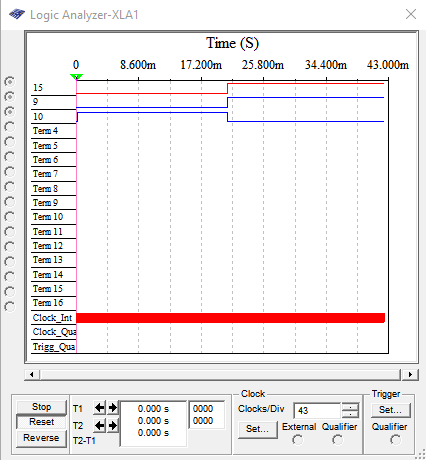 Logic Analyzer-XLA1
Time (S)
0 8.600m 17.200m 25.800m 34.400m 43.000m
15
9
10
Term 4
Term 5
Term 6
Term 7
Term 8
Term 9
Term 10
Term 11
Term 12
Term 13
Term 14
Term 15
Term 16
Clock_Int
Clock_Qua
Trigg_Qua
Clock Trigger
Stop T1 0.000 s 0000 Clocks/Div 43 Set...
Reset T2 0.000 s 0000 Set... External Qualifier Qualifier
Reverse T2-T1 0.000 s